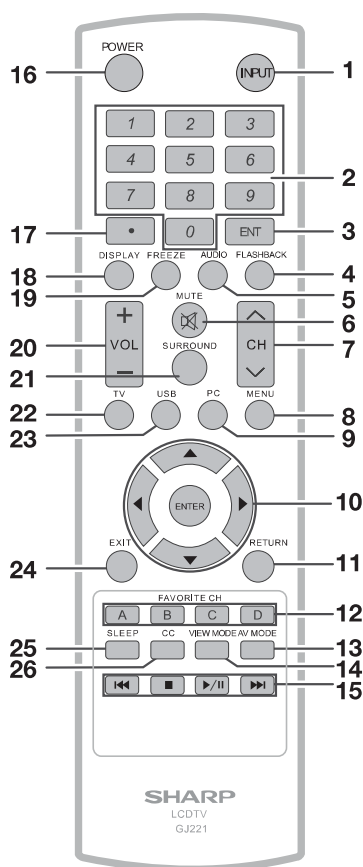 POWER
16
INPUT
1
1 2 3
4 5 6
2
7 8 9
17
• 0 ENT
3
DISPLAY FREEZE AUDIO FLASHBACK
18
19
4
5
MUTE
6
+
VOL
−
20
CH
7
SURROUND
21
TV USB PC MENU
22
23
8
9
ENTER
10
EXIT RETURN
24
11
FAVORITE CH
A B C D
12
SLEEP CC VIEW MODE AV MODE
25
26
13
14
15
SHARP
LCDTV
GJ221